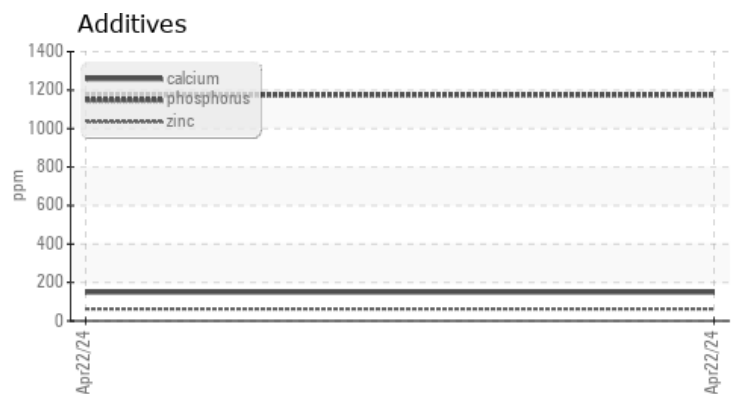 Additives
1400
1200
1000
800
600
400
200
0
ppm
calcium
phosphorus
zinc
Apr22/24
Apr22/24